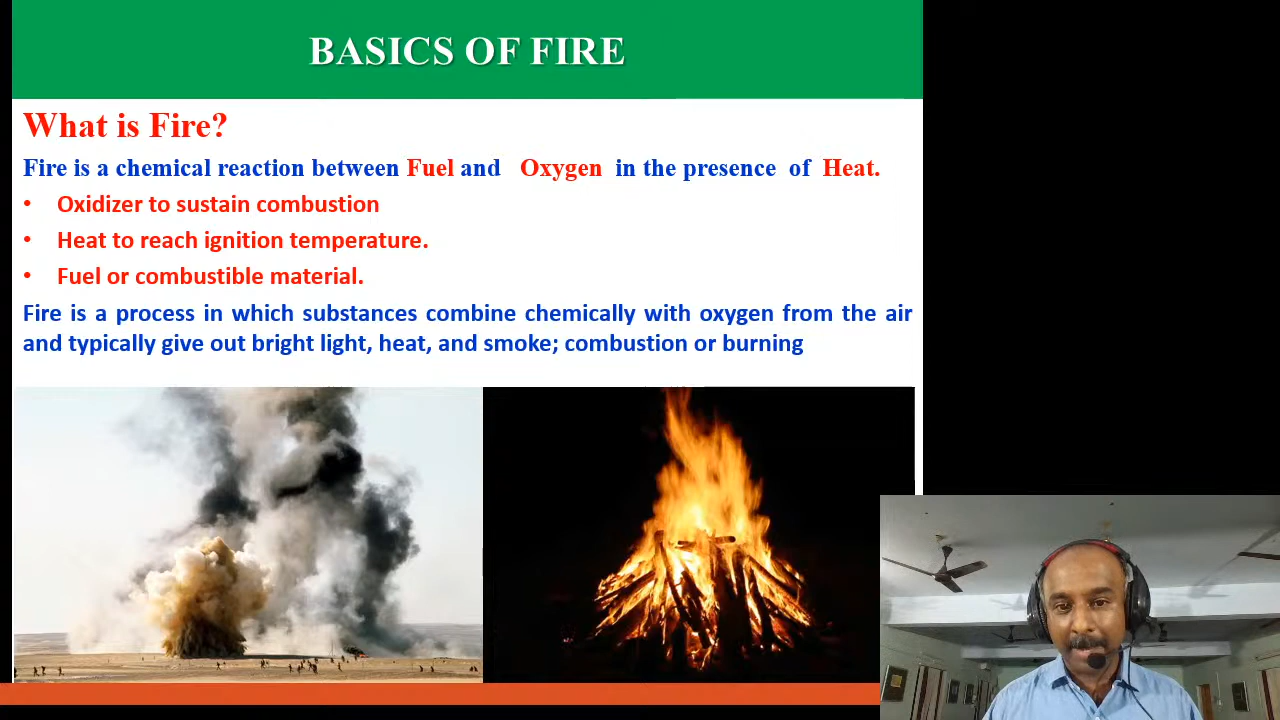 BASICS OF FIRE
What is Fire?
Fire is a chemical reaction between Fuel and Oxygen in the presence of Heat.
• Oxidizer to sustain combustion
• Heat to reach ignition temperature.
• Fuel or combustible material.
Fire is a process in which substances combine chemically with oxygen from the air
and typically give out bright light, heat, and smoke; combustion or burning